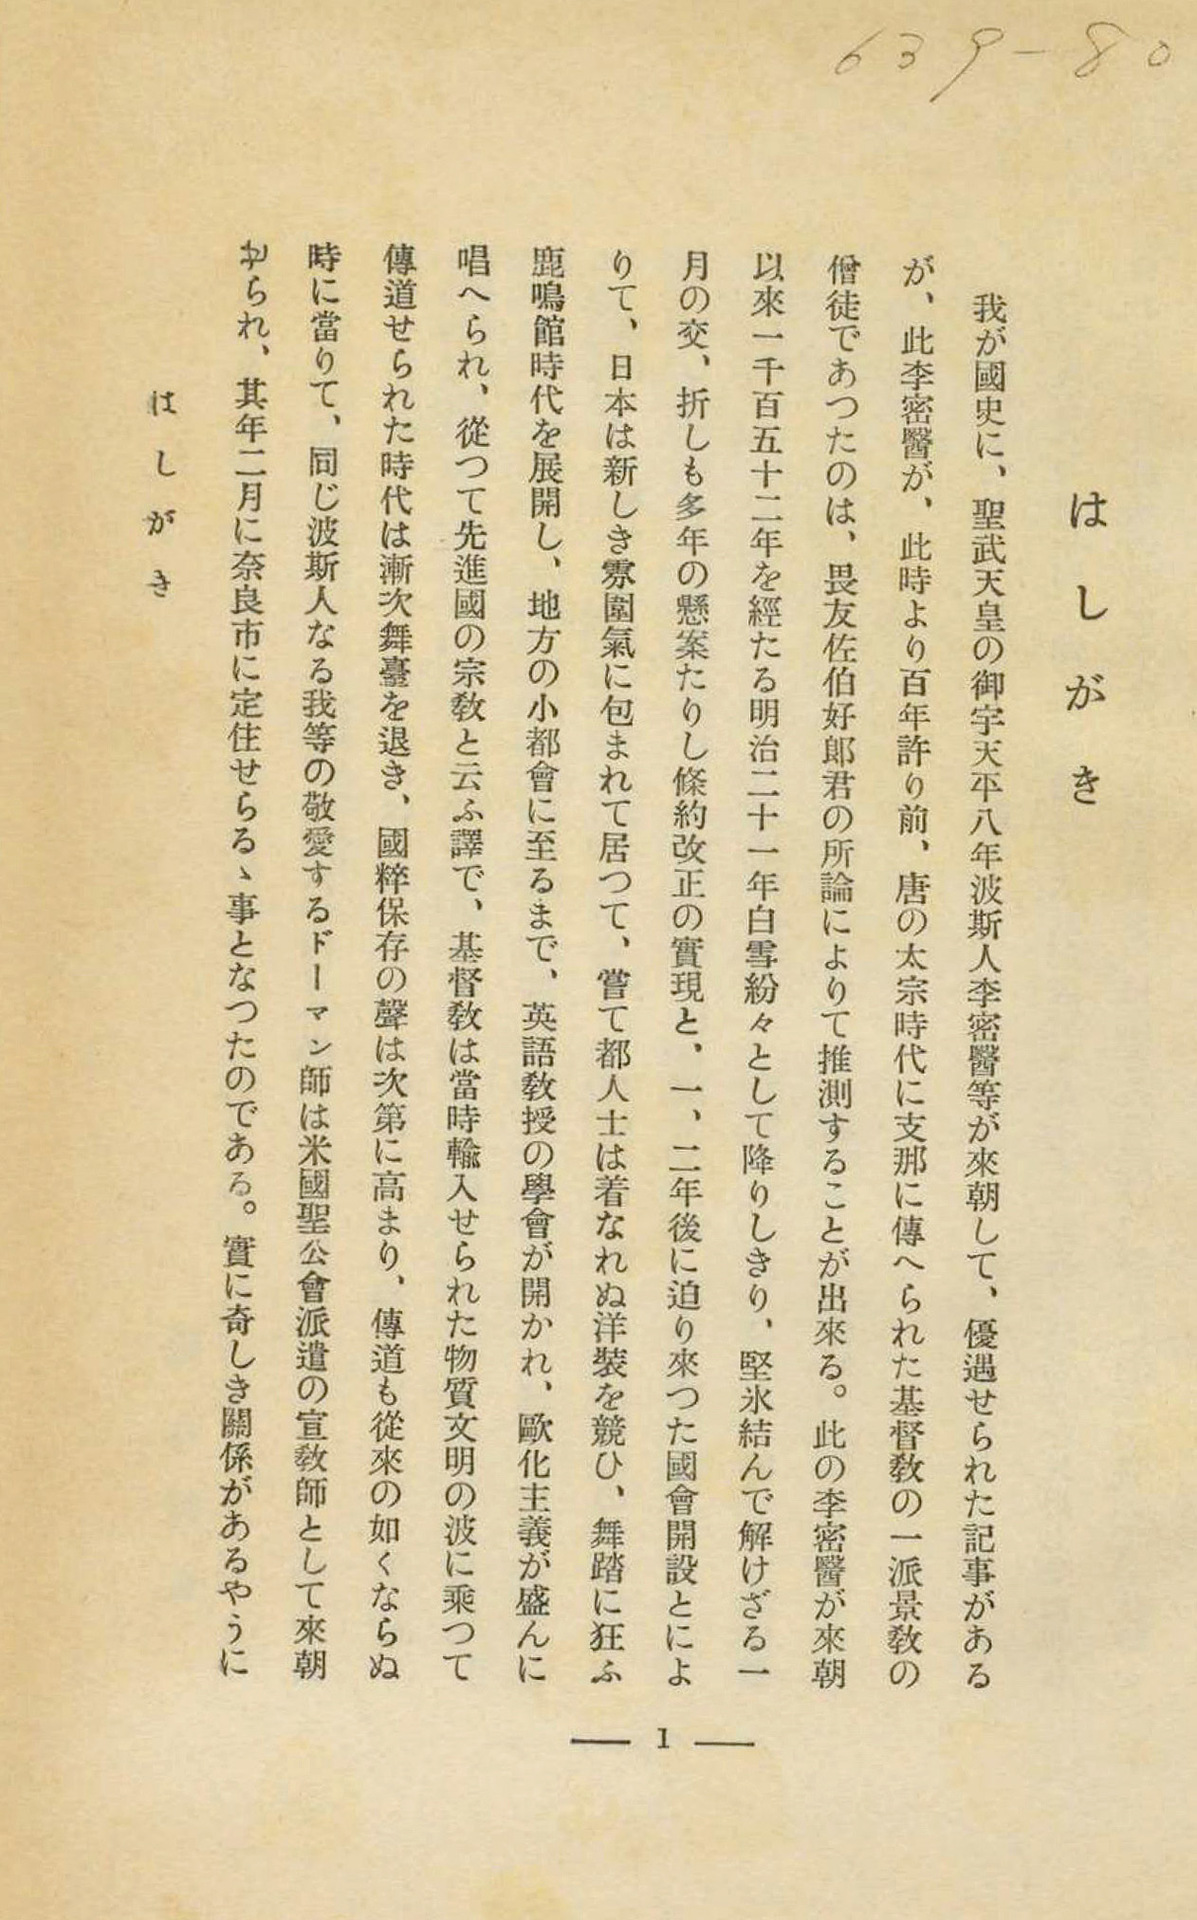 639-80
はしがき
我が國史に、聖武天皇の御宇天平八年波斯人李密醫等が來朝して、優遇せられた記事がある
が、此李密醫が、此時より百年許り前、唐の太宗時代に支那に傳へられた基督敎の一派景敎の
僧徒であつたのは、畏友佐伯好郎君の所論によりて推測することが出來る。此の李密醫が來朝
以來一千百五十二年を經たる明治二十一年白雪紛々として降りしきり、堅氷結んで解けざる一
月の交、折しも多年の懸案たりし條約改正の實現と、一、二年後に迫り來つた國會開設とによ
りて、日本は新しき雰圍氣に包まれて居つて、嘗て都人士は着なれぬ洋裝を競ひ、舞踏に狂ふ
鹿鳴館時代を展開し、地方の小都會に至るまで、英語敎授の學會が開かれ、歐化主義が盛んに
唱へられ、從つて先進國の宗敎と云ふ譯で、基督敎は當時輸入せられた物質文明の波に乘つて
傳道せられた時代は漸次舞臺を退き、國粹保存の聲は次第に高まり、傳道も從來の如くならぬ
時に當りて、同じ波斯人なる我等の敬愛するドーマン師は米國聖公會派遣の宣敎師として來朝
せられ、其年二月に奈良市に定住せらるゝ事となつたのである。實に奇しき關係があるやうに
はしがき
― 1 ―